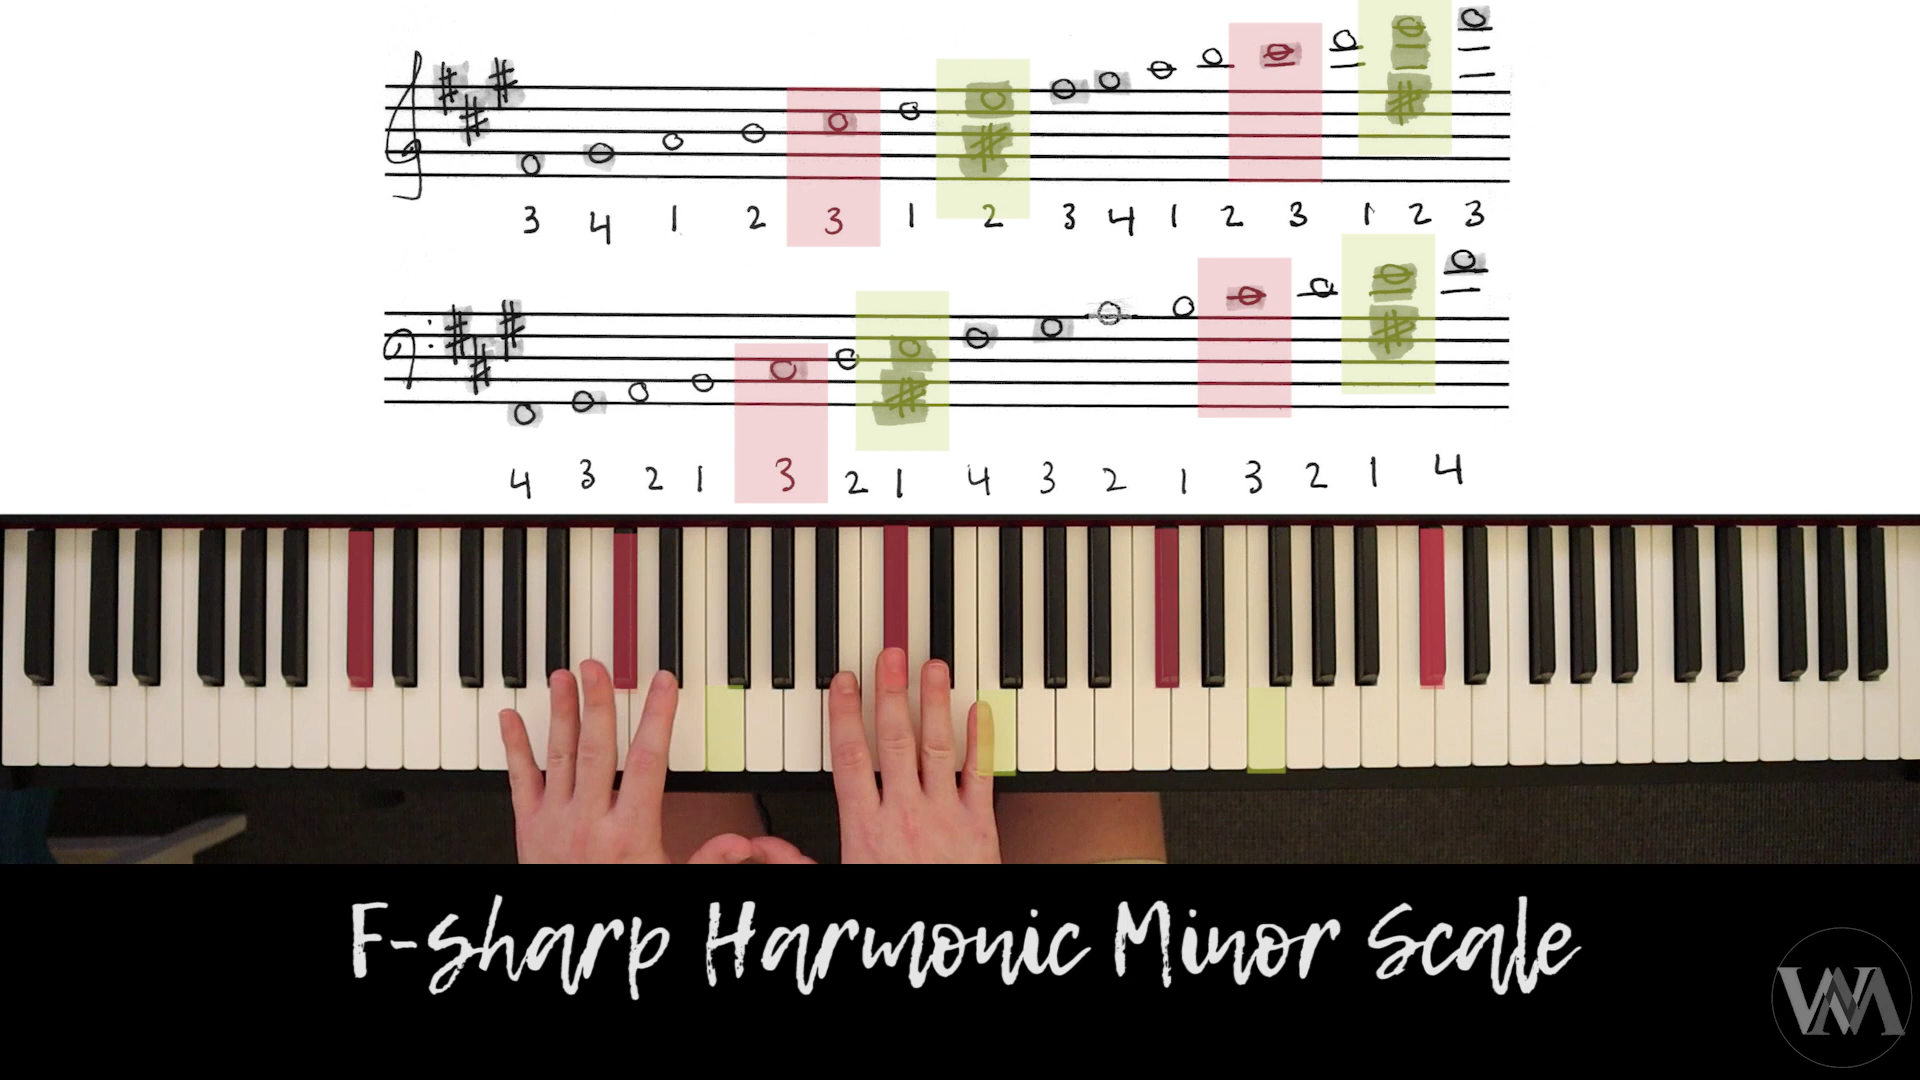 3 4 1 2 3 1 2 3 4 1 2 3 1 2 3
4 3 2 1 3 2 1 4 3 2 1 3 2 1 4
F-sharp Harmonic Minor Scale
WM